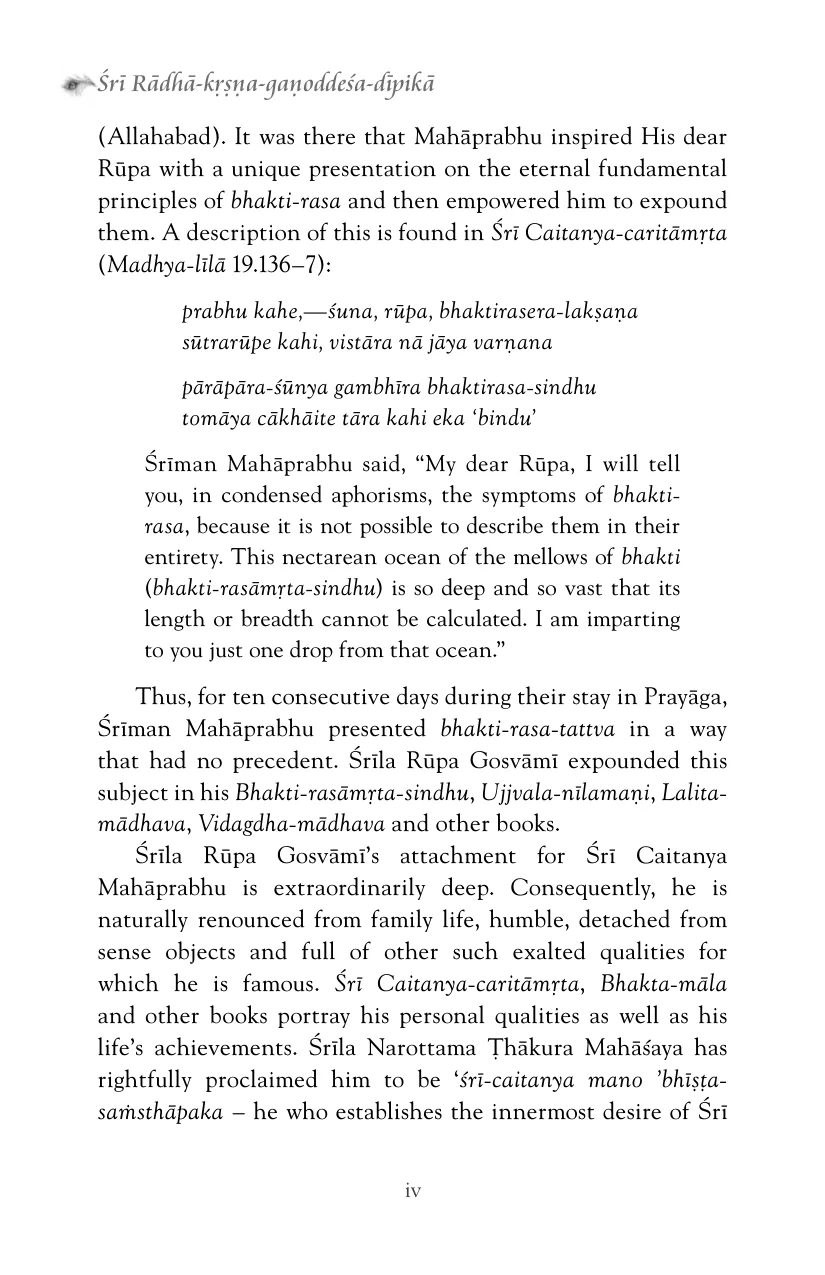 Śrī Rādhā-kṛṣṇa-gaṇoddeśa-dīpikā
(Allahabad). It was there that Mahāprabhu inspired His dear
Rūpa with a unique presentation on the eternal fundamental
principles of bhakti-rasa and then empowered him to expound
them. A description of this is found in Śrī Caitanya-caritāmṛta
(Madhya-līlā 19.136–7):
prabhu kahe,—śuna, rūpa, bhaktirasera-lakṣaṇa
sūtrarūpe kahi, vistāra nā jāya varṇana
pārāpāra-śūnya gambhīra bhaktirasa-sindhu
tomāya cākhāite tāra kahi eka ‘bindu’
Śrīman Mahāprabhu said, “My dear Rūpa, I will tell
you, in condensed aphorisms, the symptoms of bhakti-
rasa, because it is not possible to describe them in their
entirety. This nectarean ocean of the mellows of bhakti
(bhakti-rasāmṛta-sindhu) is so deep and so vast that its
length or breadth cannot be calculated. I am imparting
to you just one drop from that ocean.”
Thus, for ten consecutive days during their stay in Prayāga,
Śrīman Mahāprabhu presented bhakti-rasa-tattva in a way
that had no precedent. Śrīla Rūpa Gosvāmī expounded this
subject in his Bhakti-rasāmṛta-sindhu, Ujjvala-nīlamaṇi, Lalita-
mādhava, Vidagdha-mādhava and other books.
Śrīla Rūpa Gosvāmī’s attachment for Śrī Caitanya
Mahāprabhu is extraordinarily deep. Consequently, he is
naturally renounced from family life, humble, detached from
sense objects and full of other such exalted qualities for
which he is famous. Śrī Caitanya-caritāmṛta, Bhakta-māla
and other books portray his personal qualities as well as his
life’s achievements. Śrīla Narottama Ṭhākura Mahāśaya has
rightfully proclaimed him to be ‘śrī-caitanya mano ’bhīṣṭa-
saṁsthāpaka – he who establishes the innermost desire of Śrī
iv